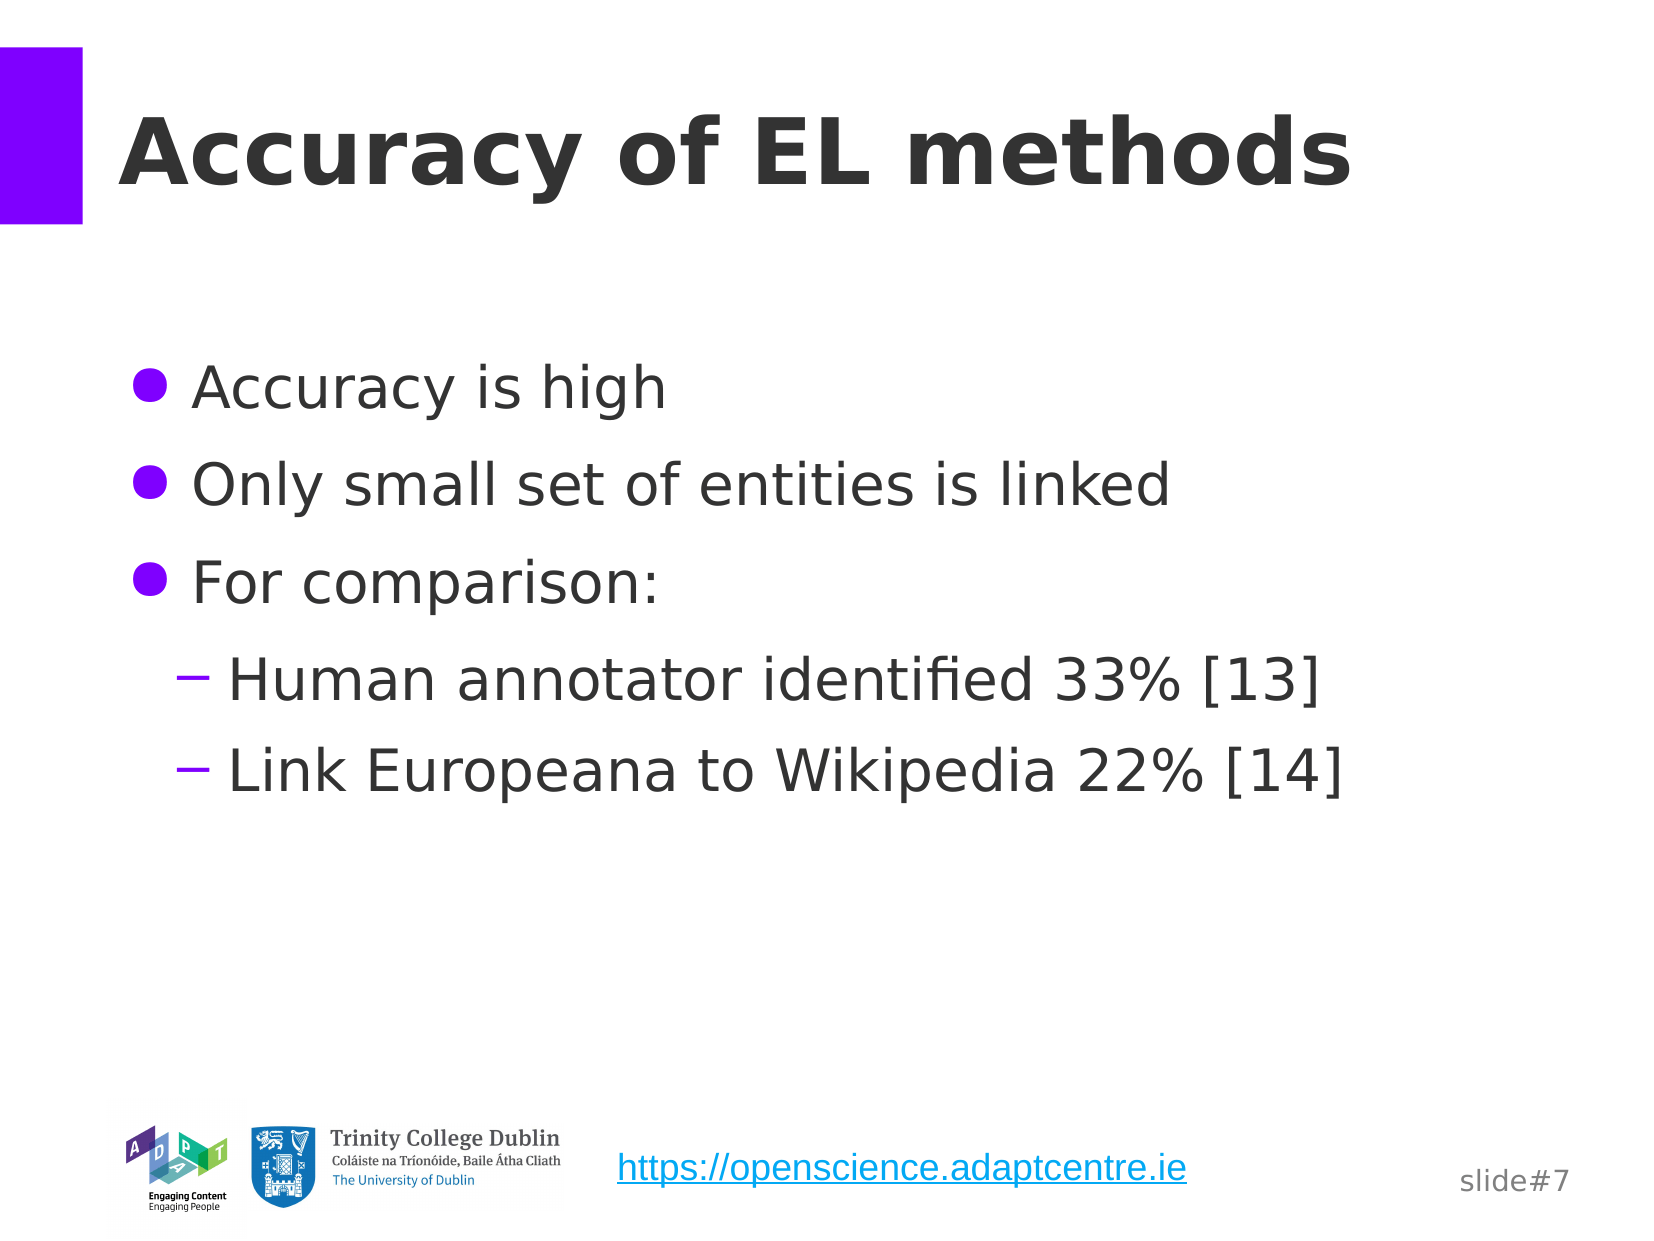 Accuracy of EL methods
● Accuracy is high
● Only small set of entities is linked
● For comparison:
– Human annotator identified 33% [13]
– Link Europeana to Wikipedia 22% [14]
A D A P T
Engaging Content
Engaging People
Trinity College Dublin
Coláiste na Tríonóide, Baile Átha Cliath
The University of Dublin
https://openscience.adaptcentre.ie
slide#7